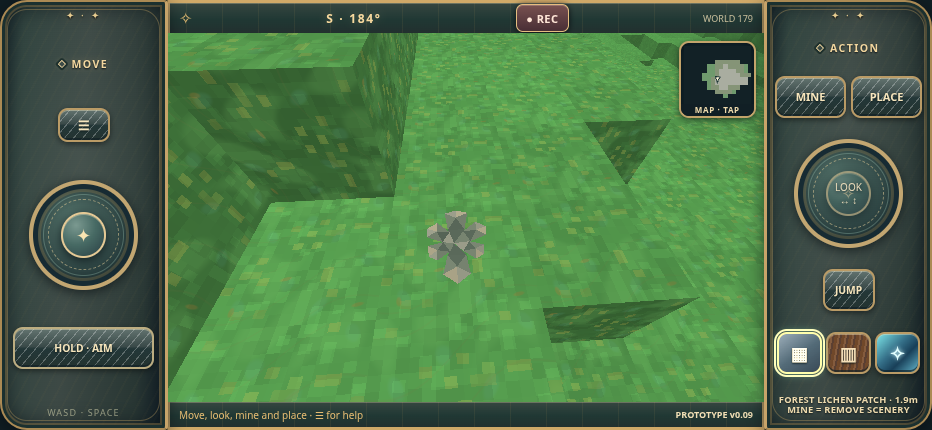 MOVE
HOLD · AIM
WASD · SPACE
S · 184°
● REC
WORLD 179
MAP · TAP
Move, look, mine and place · ☰ for help
PROTOTYPE v0.09
ACTION
MINE
PLACE
LOOK
JUMP
FOREST LICHEN PATCH · 1.9m
MINE = REMOVE SCENERY